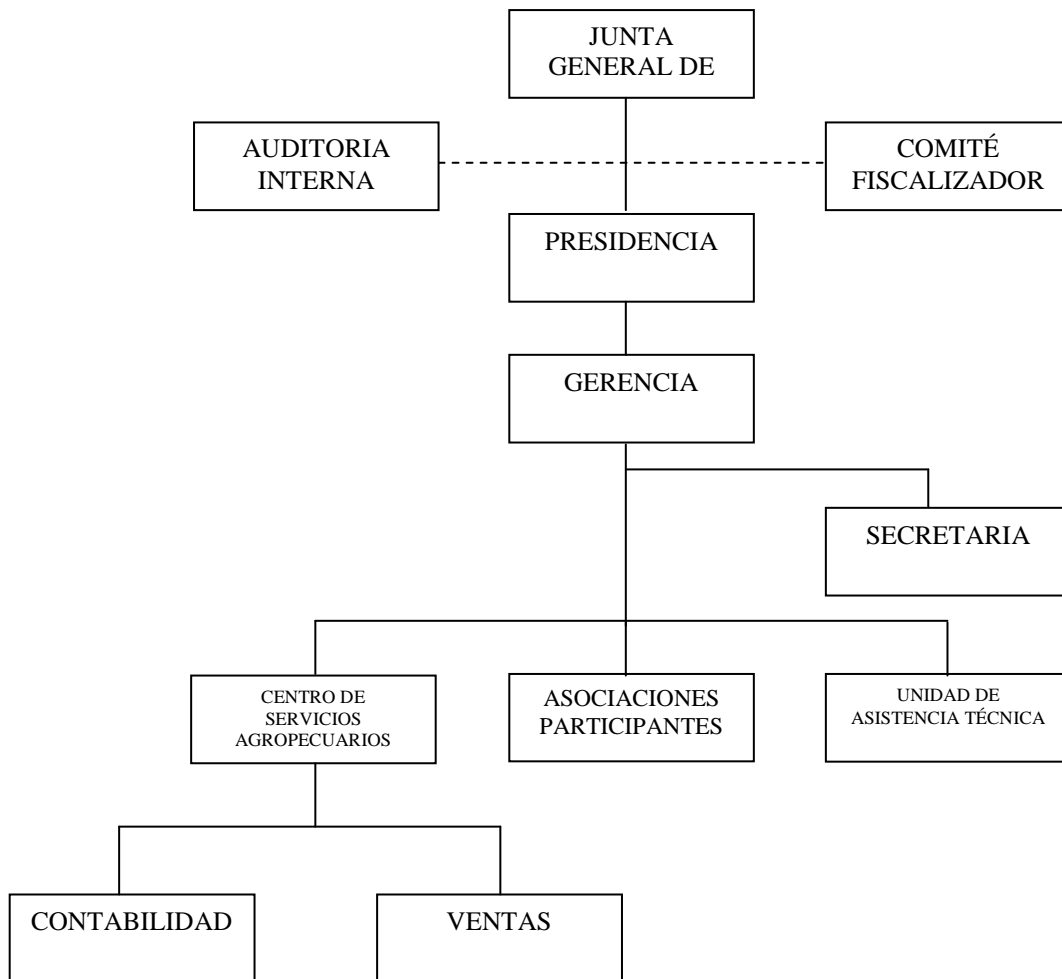 JUNTA
GENERAL DE
AUDITORIA
INTERNA
COMITÉ
FISCALIZADOR
PRESIDENCIA
GERENCIA
SECRETARIA
CENTRO DE
SERVICIOS
AGROPECUARIOS
ASOCIACIONES
PARTICIPANTES
UNIDAD DE
ASISTENCIA TÉCNICA
CONTABILIDAD
VENTAS